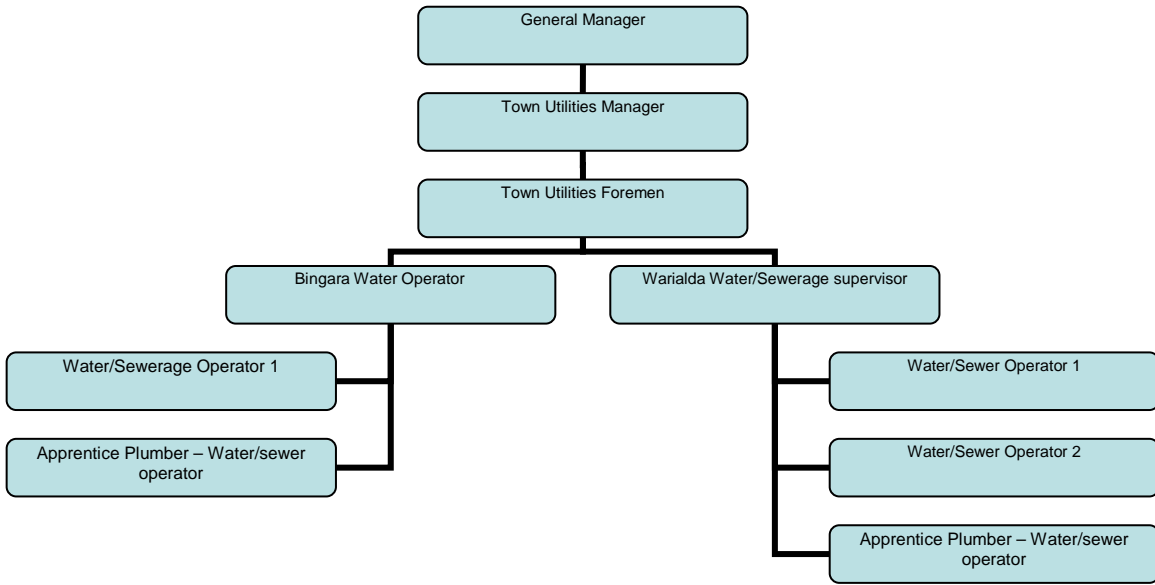 General Manager
Town Utilities Manager
Town Utilities Foremen
Bingara Water Operator
Warialda Water/Sewerage supervisor
Water/Sewerage Operator 1
Apprentice Plumber – Water/sewer
operator
Water/Sewer Operator 1
Water/Sewer Operator 2
Apprentice Plumber – Water/sewer
operator